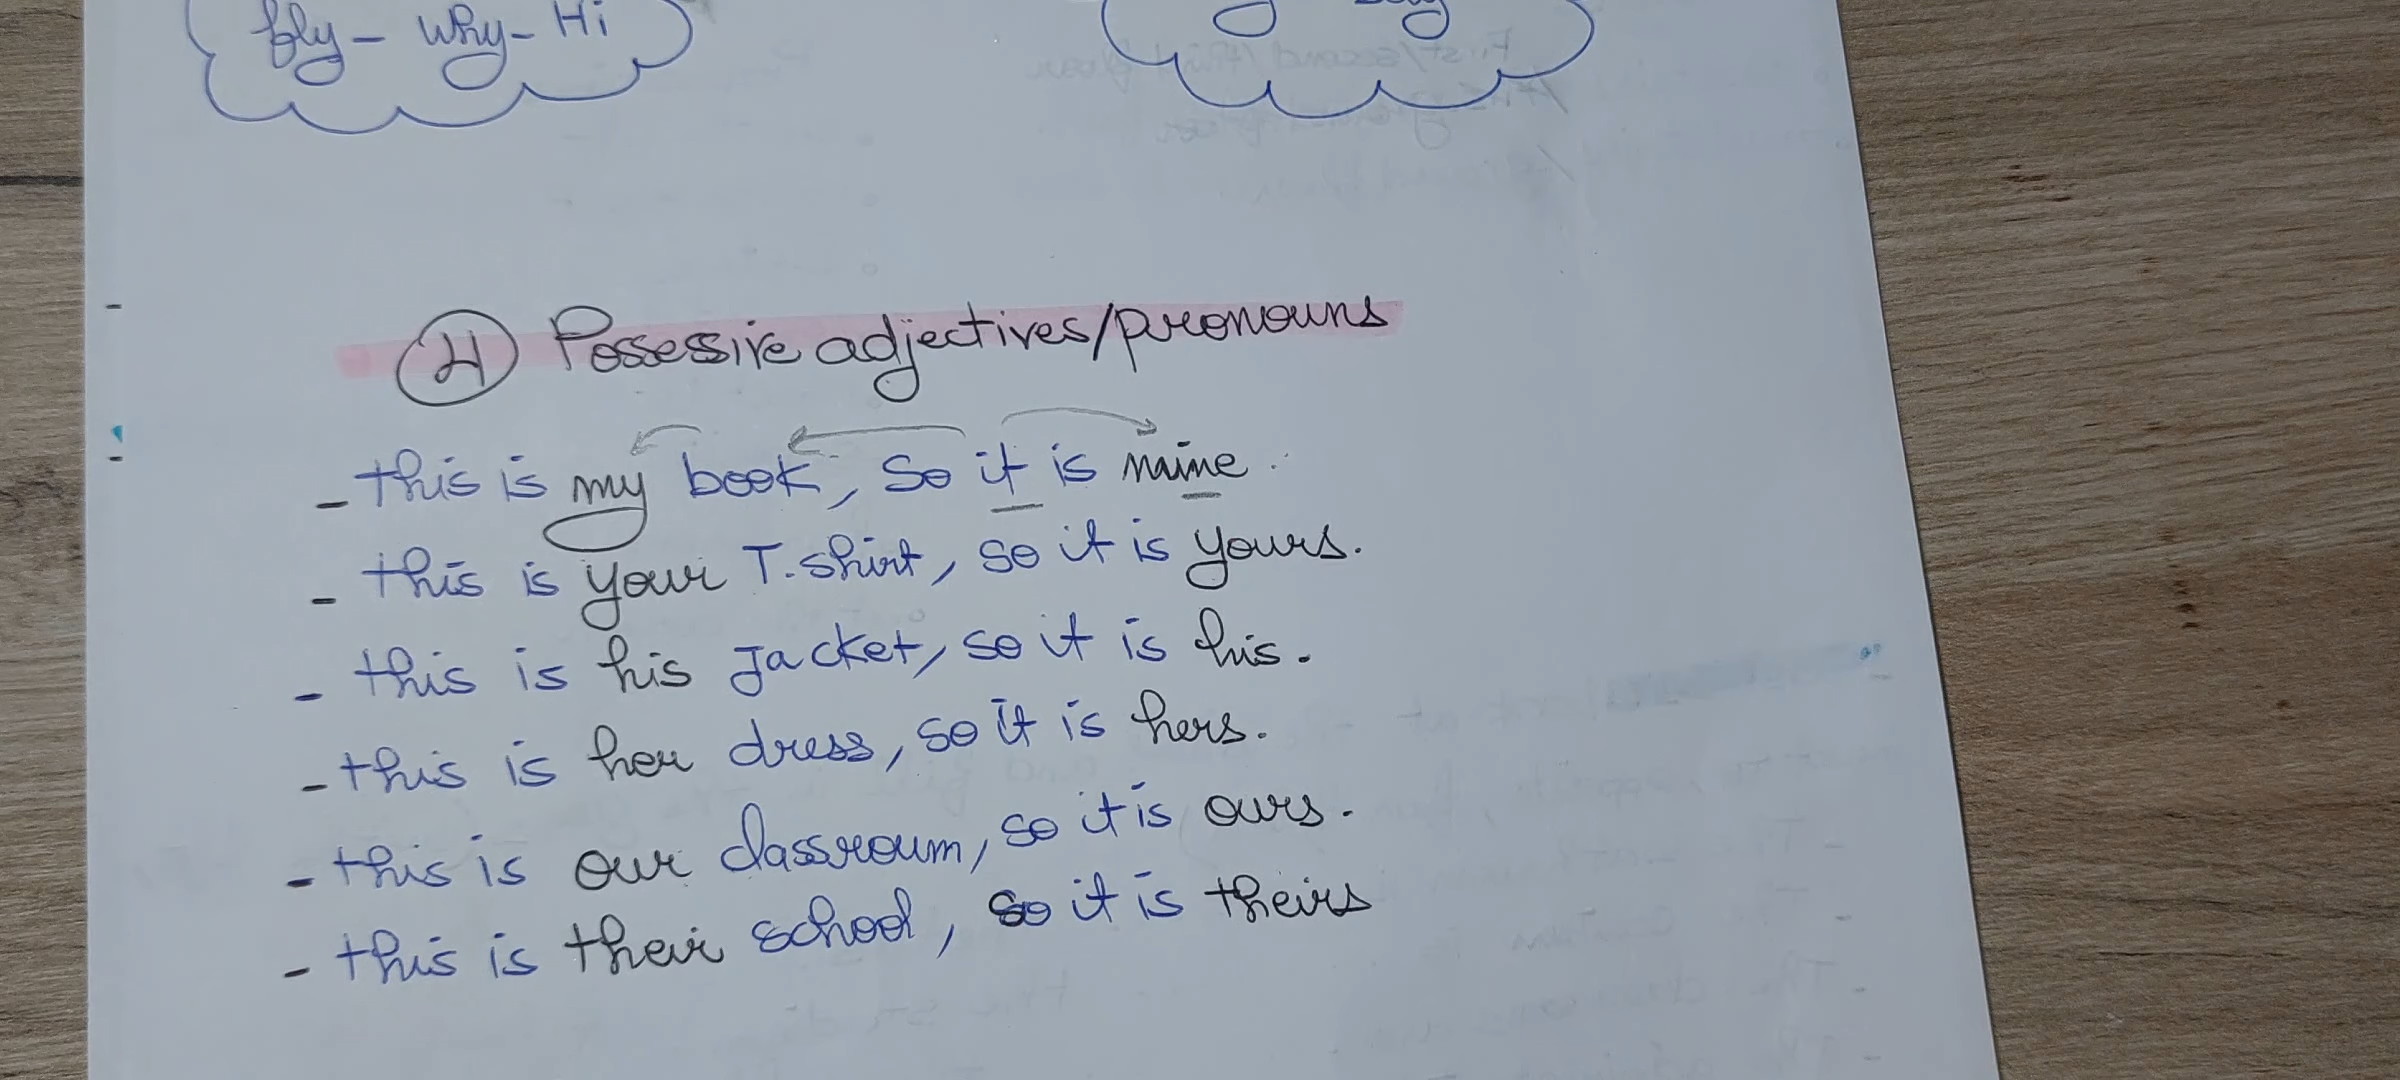 fly - Why - Hi
④ Possessive adjectives/pronouns
- this is my book, So it is mine.
- this is your T.shirt, so it is yours.
- this is his Jacket, so it is his.
- this is her dress, so it is hers.
- this is our classroum, so it is ours.
- this is their school, so it is theirs